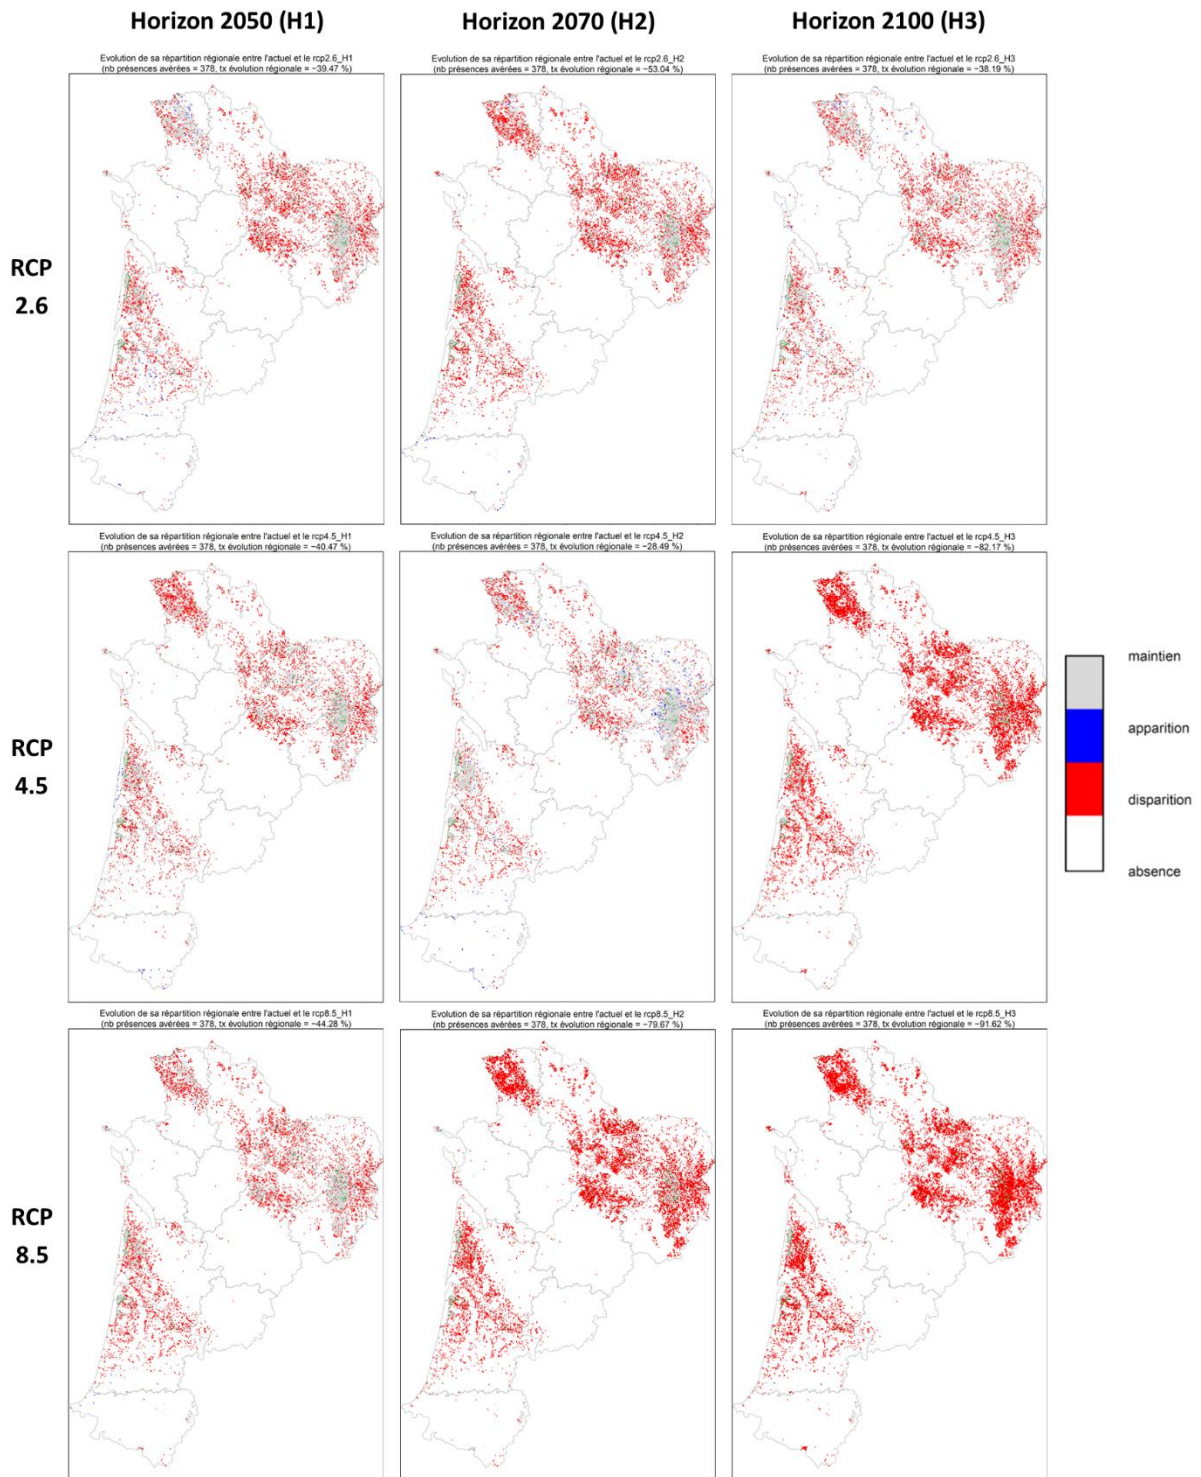 Horizon 2050 (H1)
Horizon 2070 (H2)
Horizon 2100 (H3)
Evolution de sa répartition régionale entre l'actuel et le rcp2.6_H1
(nb présences avérées = 378, tx évolution régionale = −39.47 %)
Evolution de sa répartition régionale entre l'actuel et le rcp2.6_H2
(nb présences avérées = 378, tx évolution régionale = −53.04 %)
Evolution de sa répartition régionale entre l'actuel et le rcp2.6_H3
(nb présences avérées = 378, tx évolution régionale = −38.19 %)
RCP
2.6
Evolution de sa répartition régionale entre l'actuel et le rcp4.5_H1
(nb présences avérées = 378, tx évolution régionale = −40.47 %)
Evolution de sa répartition régionale entre l'actuel et le rcp4.5_H2
(nb présences avérées = 378, tx évolution régionale = −28.49 %)
Evolution de sa répartition régionale entre l'actuel et le rcp4.5_H3
(nb présences avérées = 378, tx évolution régionale = −82.17 %)
RCP
4.5
maintien
apparition
disparition
absence
Evolution de sa répartition régionale entre l'actuel et le rcp8.5_H1
(nb présences avérées = 378, tx évolution régionale = −44.28 %)
Evolution de sa répartition régionale entre l'actuel et le rcp8.5_H2
(nb présences avérées = 378, tx évolution régionale = −79.67 %)
Evolution de sa répartition régionale entre l'actuel et le rcp8.5_H3
(nb présences avérées = 378, tx évolution régionale = −91.62 %)
RCP
8.5